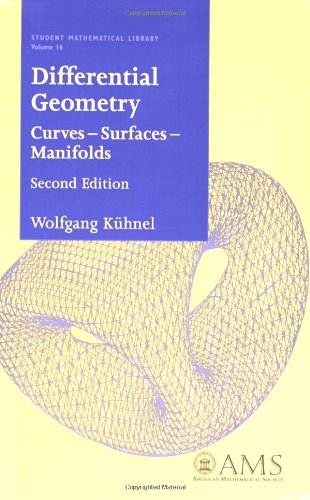 STUDENT MATHEMATICAL LIBRARY
Volume 16
Differential
Geometry
Curves – Surfaces –
Manifolds
Second Edition
Wolfgang Kühnel
AMS
AMERICAN MATHEMATICAL SOCIETY